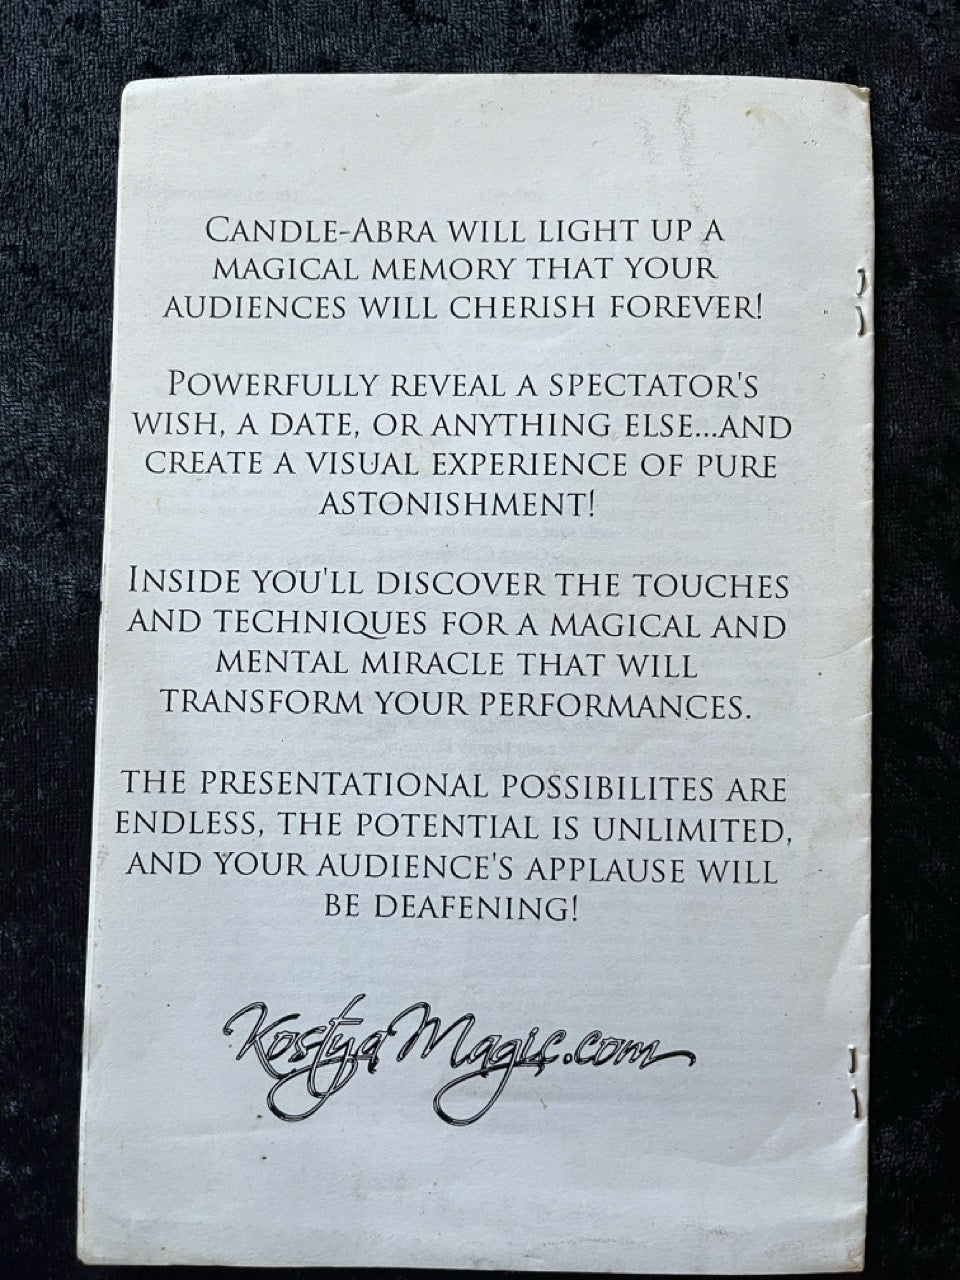 CANDLE-ABRA WILL LIGHT UP A
MAGICAL MEMORY THAT YOUR
AUDIENCES WILL CHERISH FOREVER!
POWERFULLY REVEAL A SPECTATOR'S
WISH, A DATE, OR ANYTHING ELSE...AND
CREATE A VISUAL EXPERIENCE OF PURE
ASTONISHMENT!
INSIDE YOU'LL DISCOVER THE TOUCHES
AND TECHNIQUES FOR A MAGICAL AND
MENTAL MIRACLE THAT WILL
TRANSFORM YOUR PERFORMANCES.
THE PRESENTATIONAL POSSIBILITES ARE
ENDLESS, THE POTENTIAL IS UNLIMITED,
AND YOUR AUDIENCE'S APPLAUSE WILL
BE DEAFENING!
KostyaMagic.com